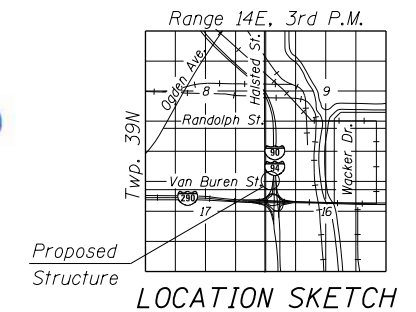 Range 14E, 3rd P.M.
Twp. 39N
Ogden Ave.
Halsted St.
8
9
Randolph St.
Wacker Dr.
90
94
Van Buren St.
290
17
16
Proposed
Structure
LOCATION SKETCH